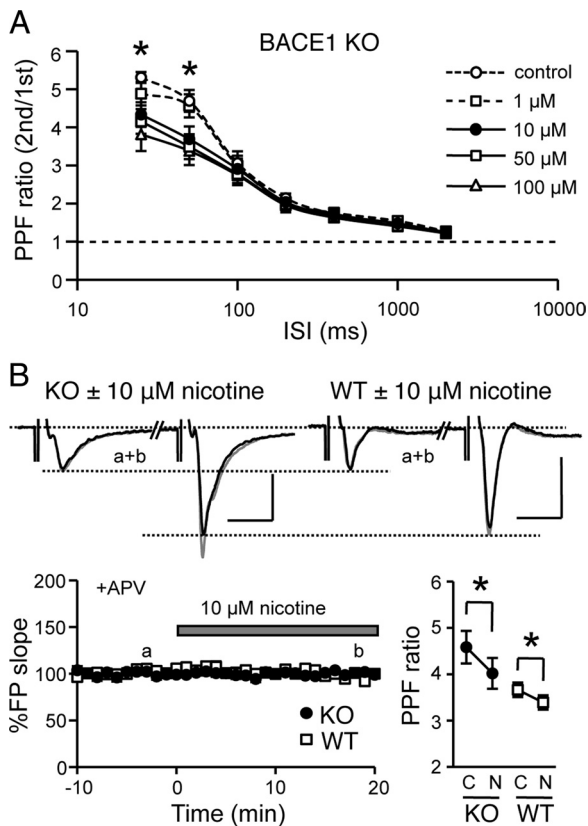 A
BACE1 KO
PPF ratio (2nd/1st)
6
5
4
3
2
1
0
* *
control
1 µM
10 µM
50 µM
100 µM
10 100 1000 10000
ISI (ms)
B
KO ± 10 µM nicotine
WT ± 10 µM nicotine
a+b
a+b
%FP slope
200
150
100
50
0
+APV
10 µM nicotine
a
b
KO
WT
-10 0 10 20
Time (min)
PPF ratio
6
5
4
3
2
*
*
C N C N
KO WT